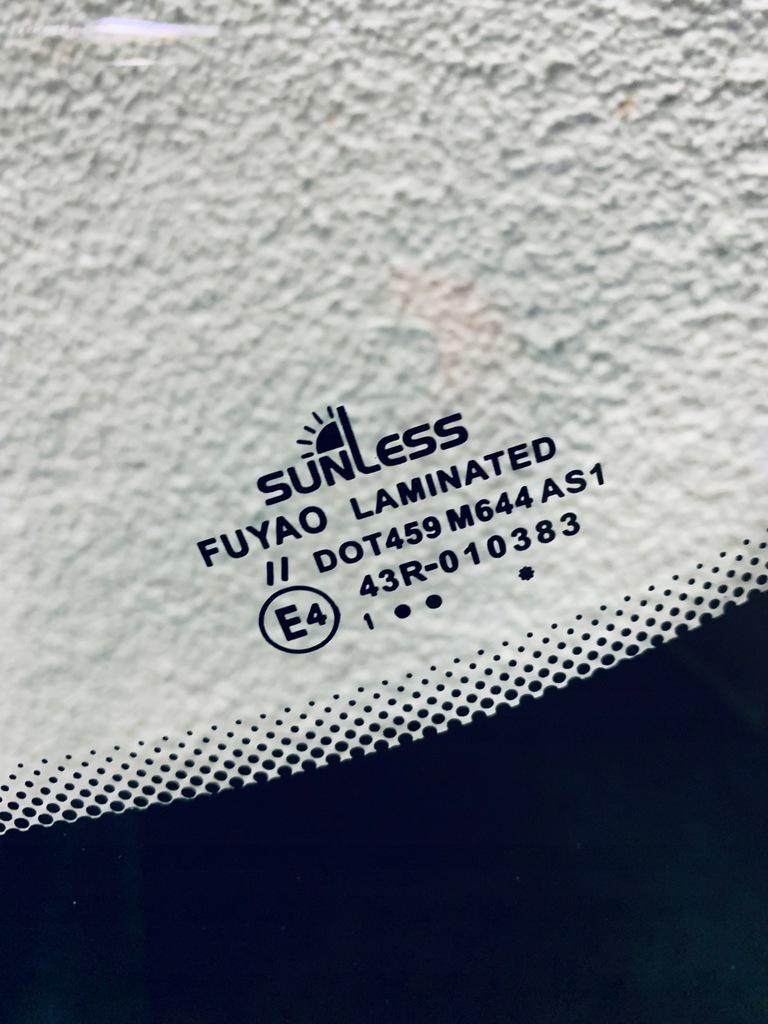 SUNLESS
FUYAO LAMINATED
// DOT459 M644 AS1
E4 43R-010383
1 ●● *